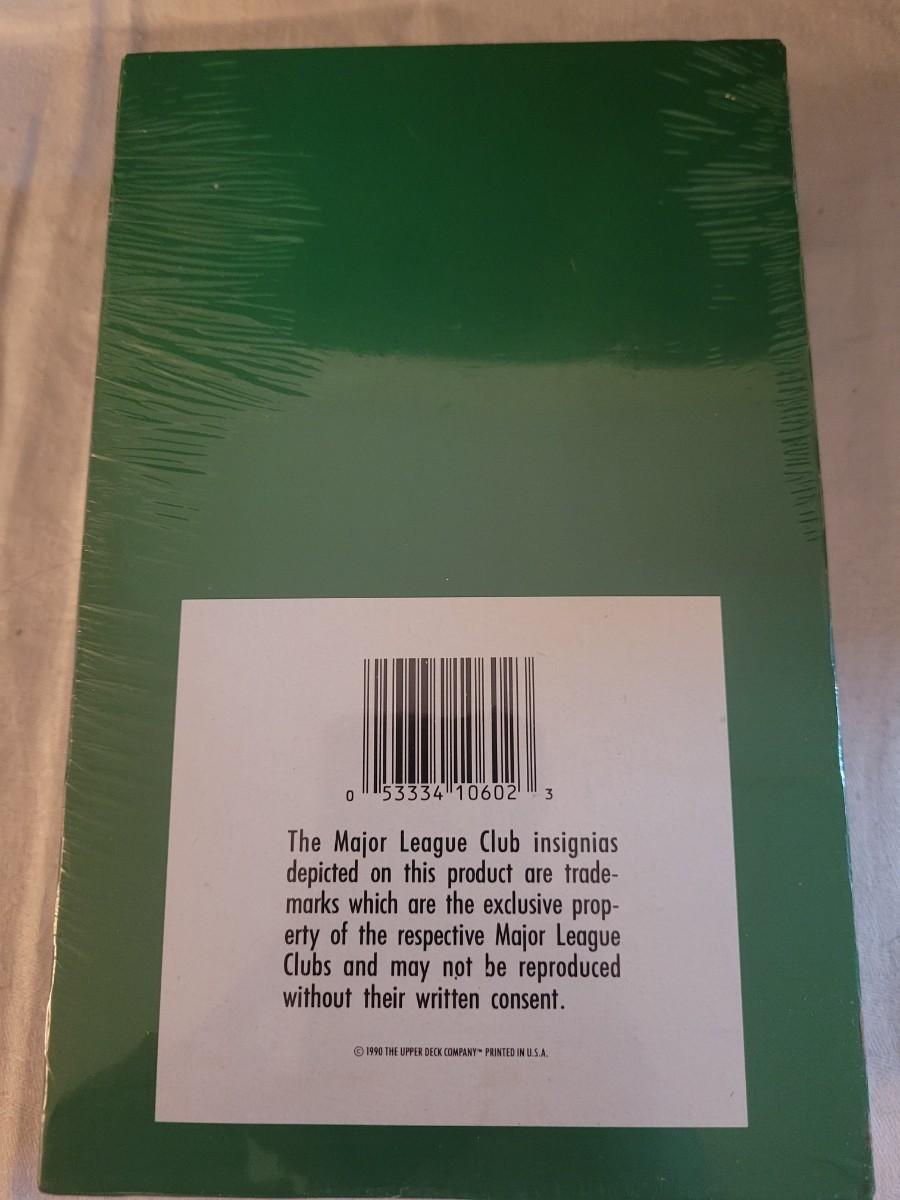 0 53334 10602 3
The Major League Club insignias
depicted on this product are trade-
marks which are the exclusive prop-
erty of the respective Major League
Clubs and may not be reproduced
without their written consent.
© 1990 THE UPPER DECK COMPANY™ PRINTED IN U.S.A.